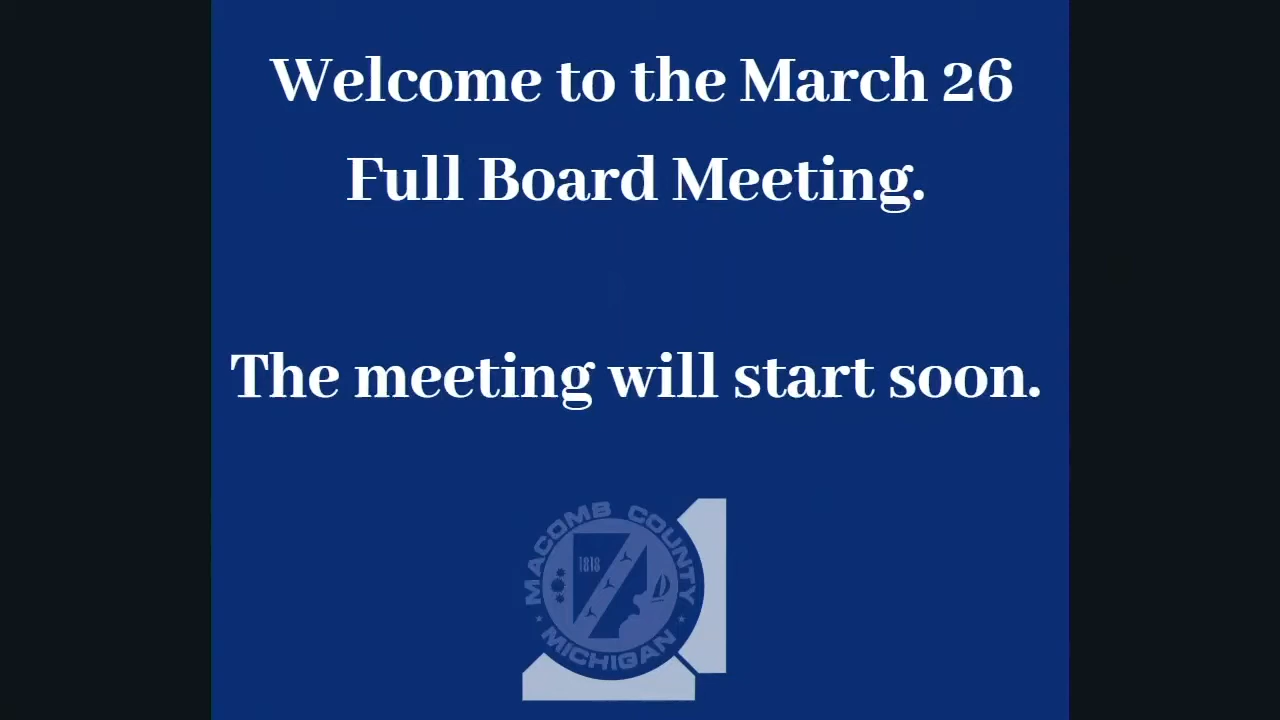 Welcome to the March 26
Full Board Meeting.
The meeting will start soon.
MACOMB COUNTY
1818
MICHIGAN